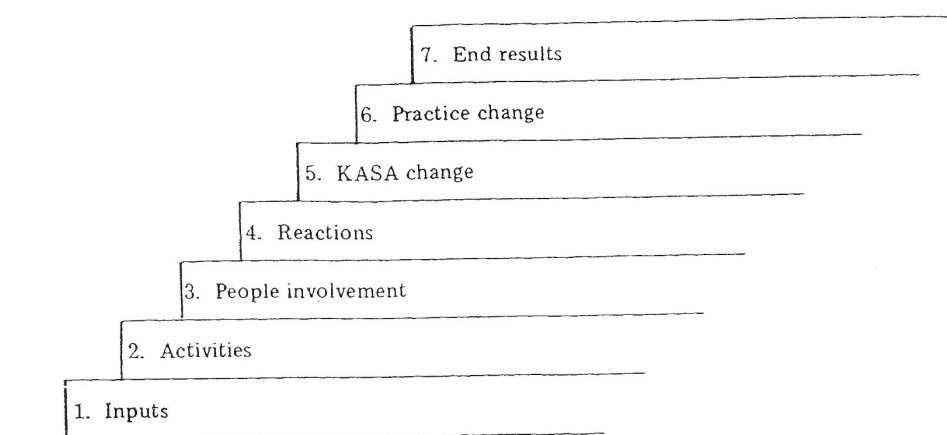 7. End results
6. Practice change
5. KASA change
4. Reactions
3. People involvement
2. Activities
1. Inputs